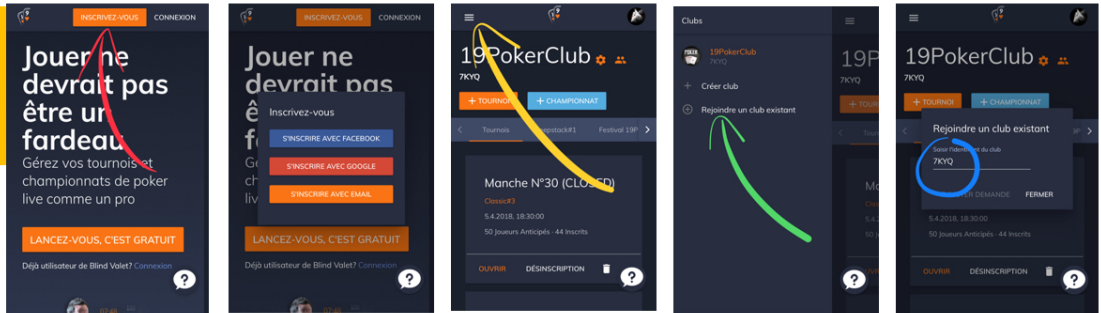 INSCRIVEZ-VOUS CONNEXION
Jouer ne
devrait pas
être un
fardeau
Gérez vos tournois et
championnats de poker
live comme un pro
LANCEZ-VOUS, C'EST GRATUIT
Déjà utilisateur de Blind Valet? Connexion
?
INSCRIVEZ-VOUS CONNEXION
Jouer ne
devrait pas
Inscrivez-vous
S'INSCRIRE AVEC FACEBOOK
S'INSCRIRE AVEC GOOGLE
S'INSCRIRE AVEC EMAIL
LANCEZ-VOUS, C'EST GRATUIT
Déjà utilisateur de Blind Valet? Connexion
?
19PokerClub
7KYQ
+ TOURNOI + CHAMPIONNAT
Tournois Deepstack#1 Festival 19P
Manche N°30 (CLOSED)
Classic#3
5.4.2018, 18:30:00
50 Joueurs Anticipés · 44 Inscrits
OUVRIR DÉSINSCRIPTION
?
Clubs
19PokerClub
7KYQ
Créer club
Rejoindre un club existant
19P
7KYQ
?
19PokerClub
7KYQ
+ TOURNOI + CHAMPIONNAT
Rejoindre un club existant
Saisir l'identifiant du club
7KYQ
DEMANDE FERMER
5.4.2018, 18:30:00
50 Joueurs Anticipés · 44 Inscrits
OUVRIR DÉSINSCRIPTION
?